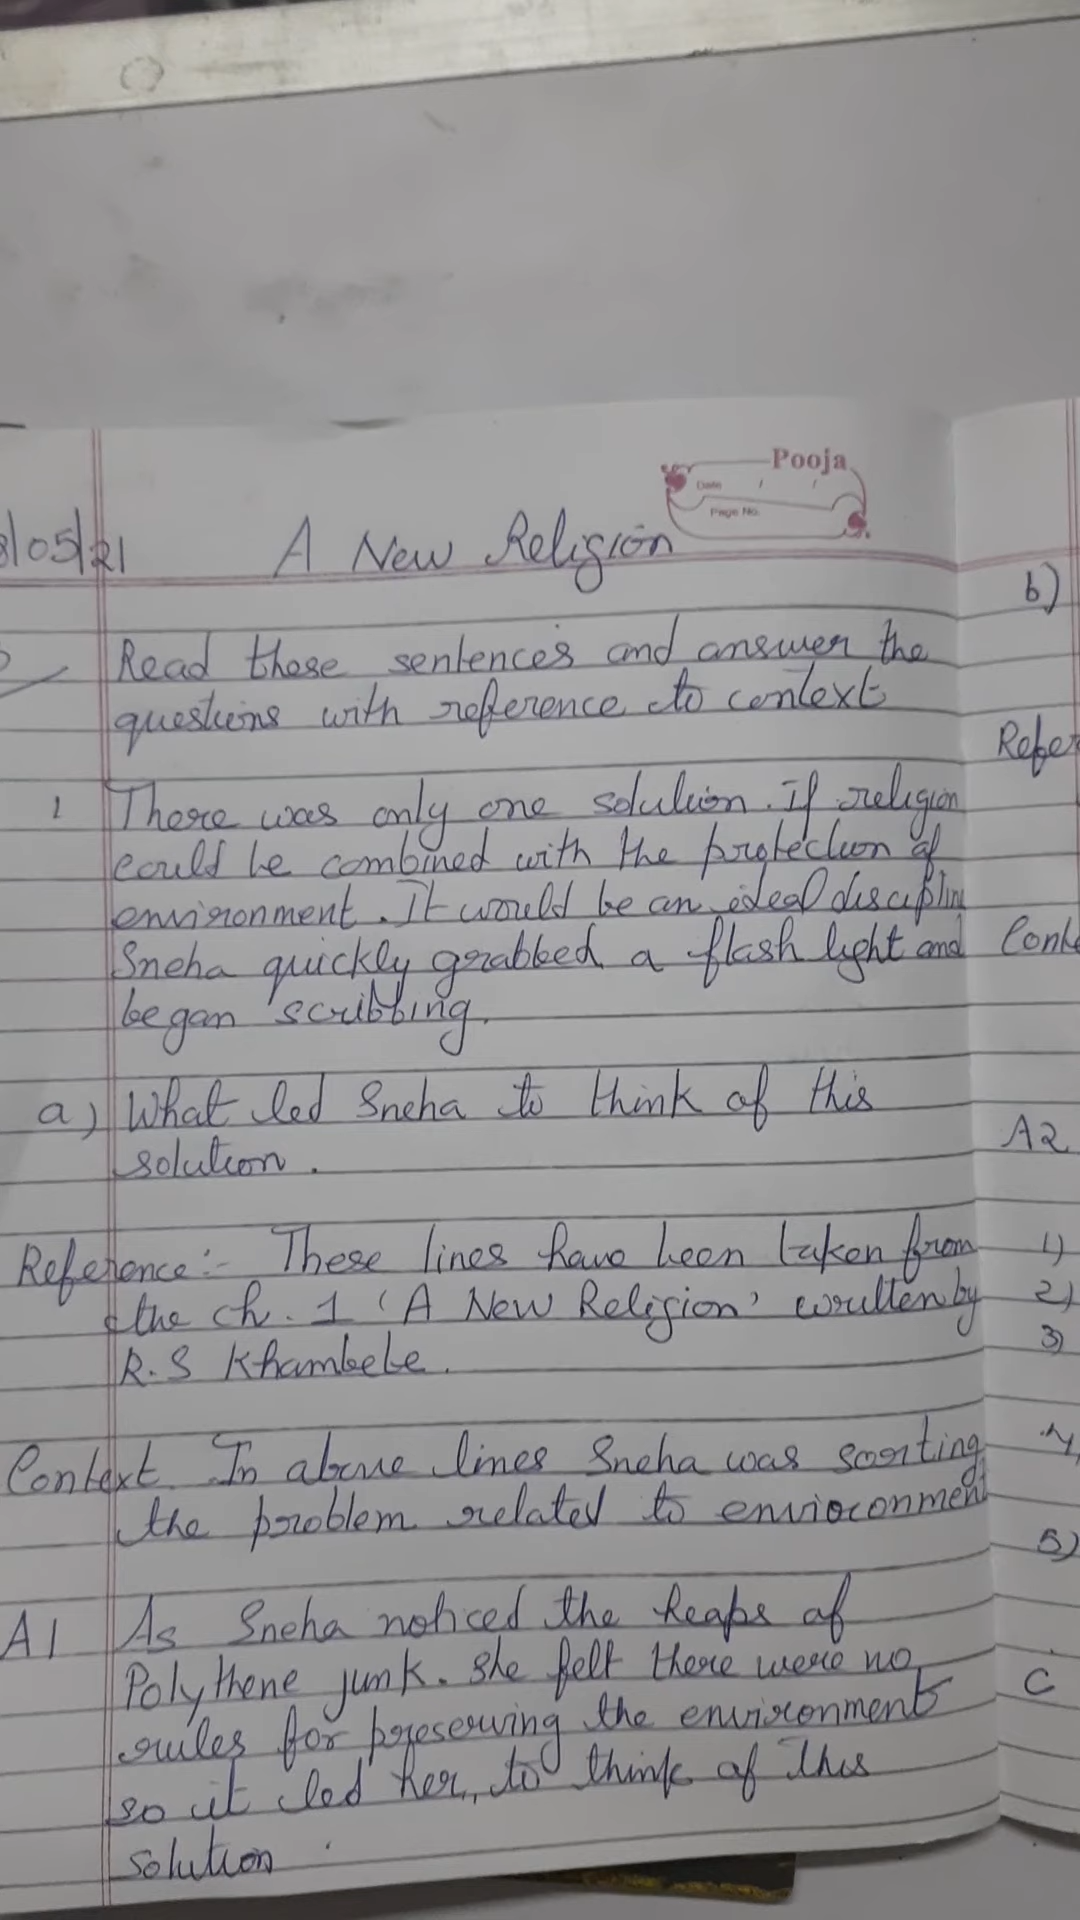 Pooja
Date / /
Page No.
/05/21 A New Religion
Read these sentences and answer the
questions with reference to context
1 There was only one solution. If religion
could be combined with the protection of
environment. It would be an ideal disciplin
Sneha quickly grabbed a flash light and
began scribbing.
a) What led Sneha to think of this
solution.
Reference:- These lines have been taken from
the ch. 1 'A New Religion' written by
R.S Khambete.
Context. In above lines Sneha was soorting
the problem related to envioronment
A1 As Sneha noticed the heaps of
Polythene junk. She felt there were no
rules for preserving the environment
so it led her, to think of this
solution.
b)
Refer
Conte
A2
1)
2)
3)
4)
5)
C